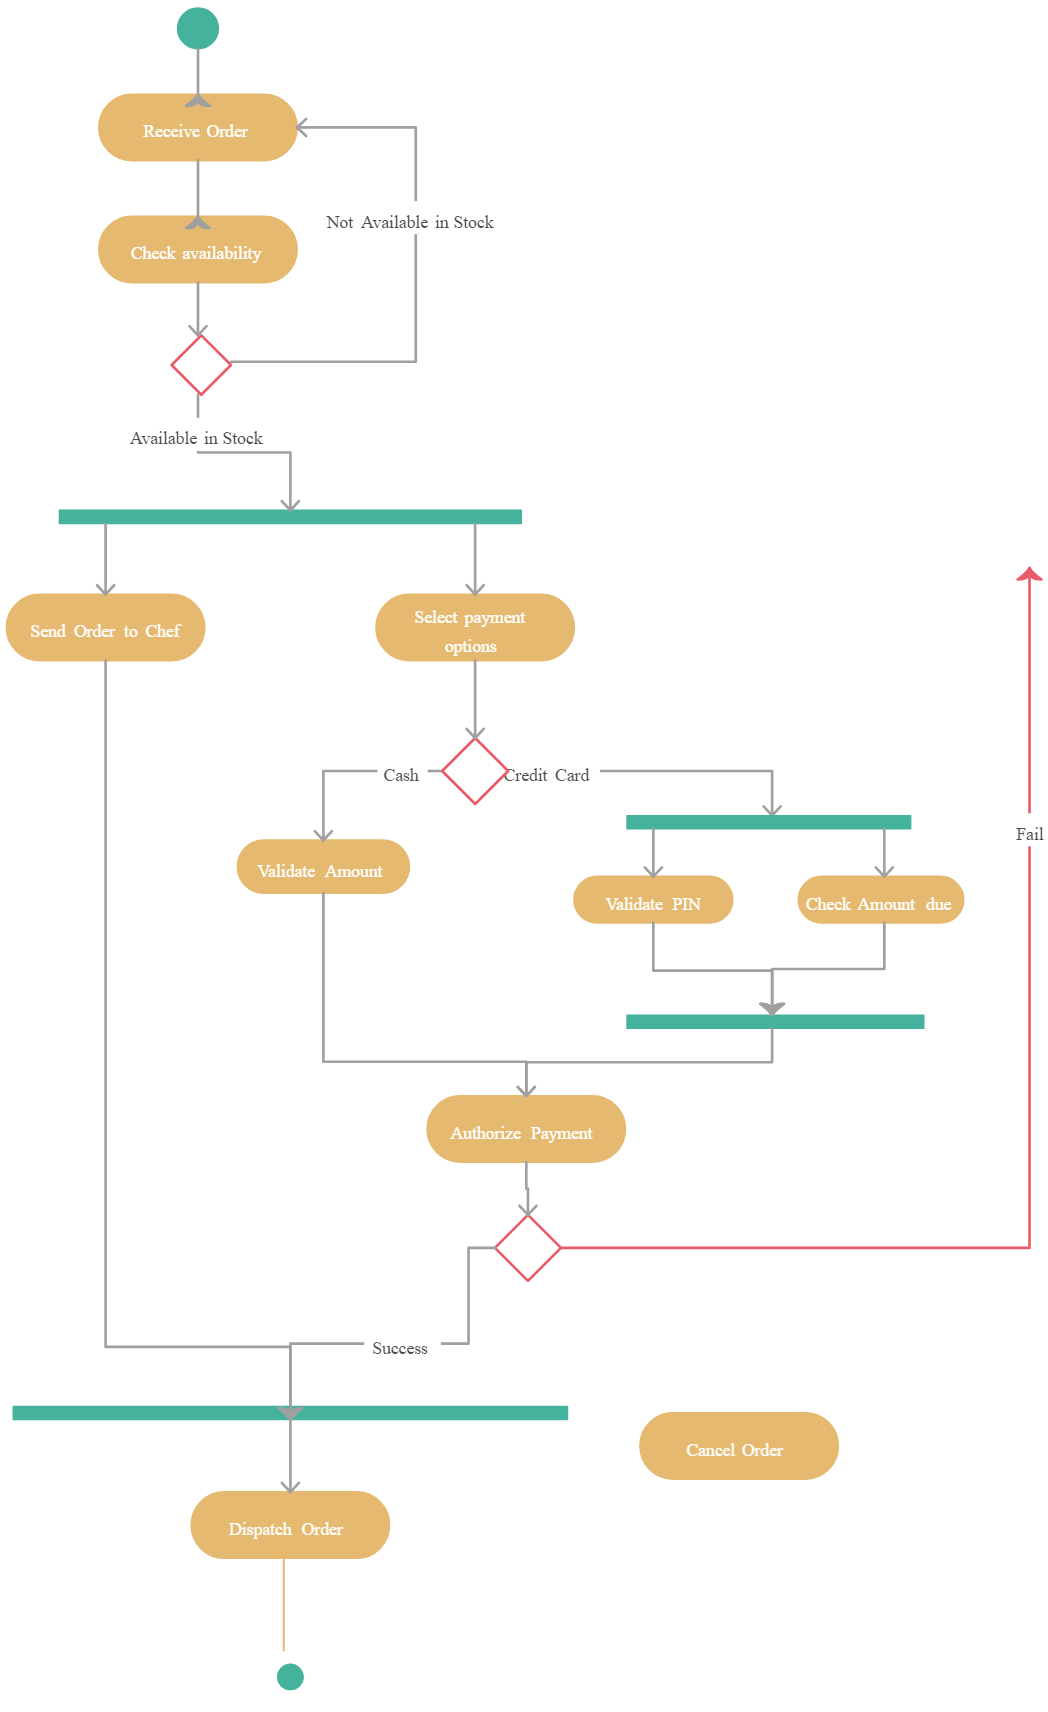 Receive Order
Not Available in Stock
Check availability
Available in Stock
Send Order to Chef
Select payment
options
Cash
Credit Card
Fail
Validate Amount
Validate PIN
Check Amount due
Authorize Payment
Success
Cancel Order
Dispatch Order